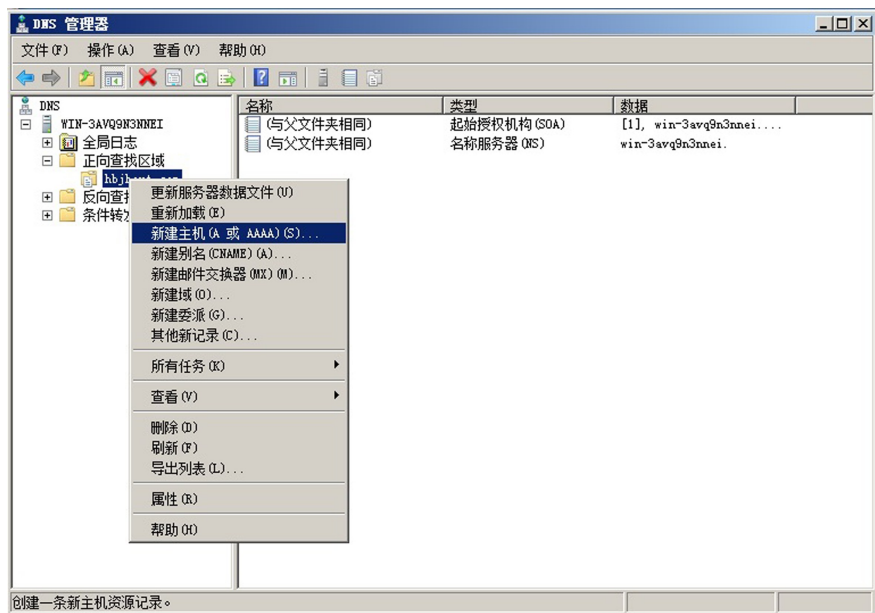 DNS 管理器
文件(F) 操作(A) 查看(V) 帮助(H)
DNS
WIN-3AVQ9N3NNEI
全局日志
正向查找区域
反向查找
条件转发
名称 类型 数据
(与父文件夹相同) 起始授权机构(SOA) [1], win-3avq9n3nnei....
(与父文件夹相同) 名称服务器(NS) win-3avq9n3nnei.
更新服务器数据文件(U)
重新加载(E)
新建主机(A 或 AAAA)(S)...
新建别名(CNAME)(A)...
新建邮件交换器(MX)(M)...
新建域(O)...
新建委派(G)...
其他新记录(C)...
所有任务(K)
查看(V)
删除(D)
刷新(F)
导出列表(L)...
属性(R)
帮助(H)
创建一条新主机资源记录。